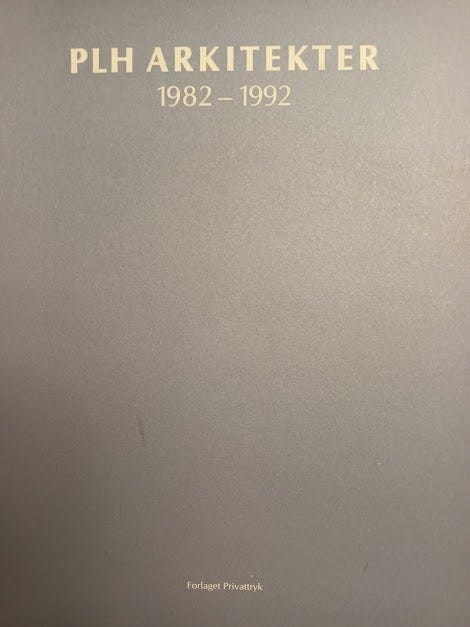 PLH ARKITEKTER
1982 – 1992
Forlaget Privattryk